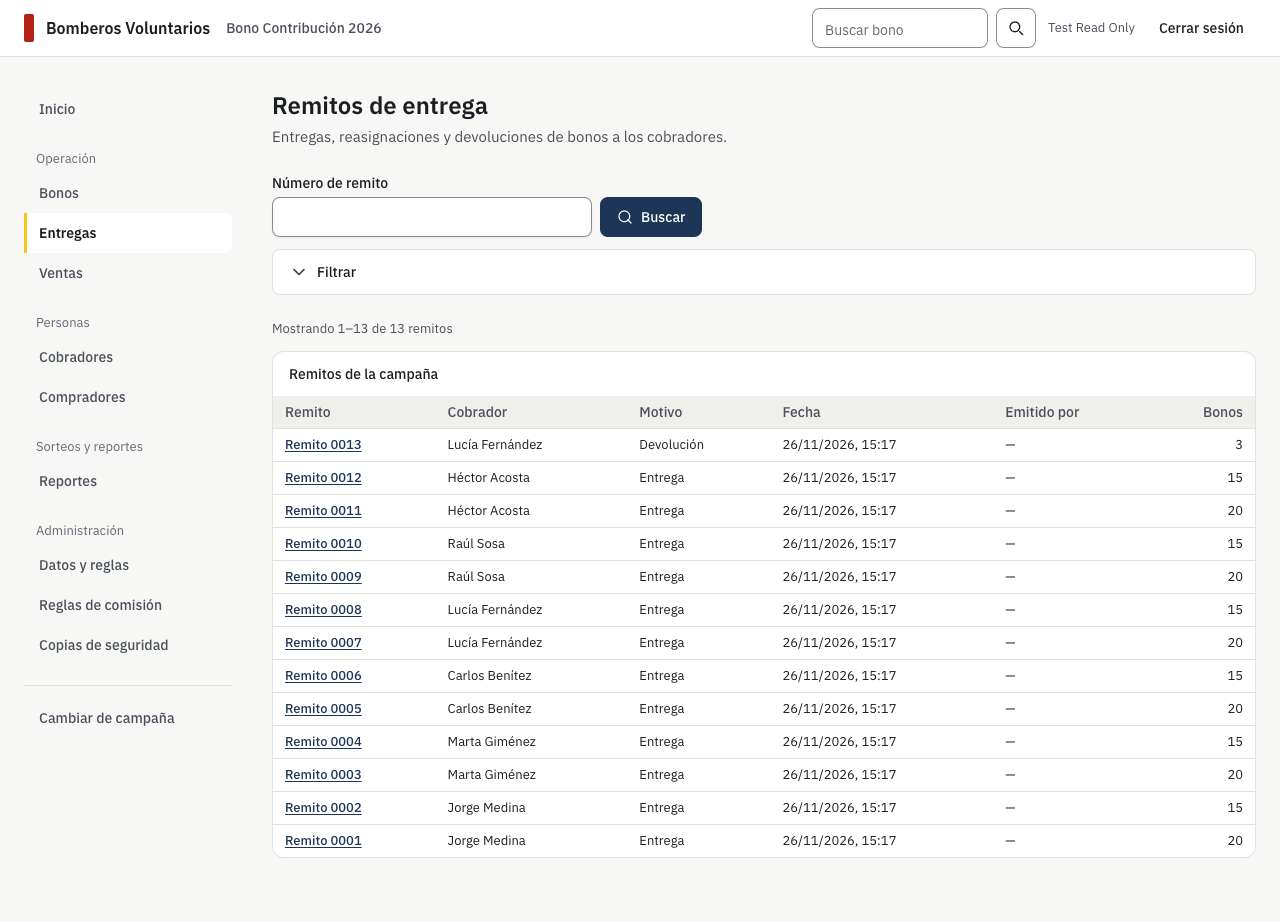 Bomberos Voluntarios Bono Contribución 2026 Buscar bono Test Read Only Cerrar sesión
Inicio
Operación
Bonos
Entregas
Ventas
Personas
Cobradores
Compradores
Sorteos y reportes
Reportes
Administración
Datos y reglas
Reglas de comisión
Copias de seguridad
Cambiar de campaña
Remitos de entrega
Entregas, reasignaciones y devoluciones de bonos a los cobradores.
Número de remito
Buscar
Filtrar
Mostrando 1–13 de 13 remitos
Remitos de la campaña
Remito Cobrador Motivo Fecha Emitido por Bonos
Remito 0013 Lucía Fernández Devolución 26/11/2026, 15:17 — 3
Remito 0012 Héctor Acosta Entrega 26/11/2026, 15:17 — 15
Remito 0011 Héctor Acosta Entrega 26/11/2026, 15:17 — 20
Remito 0010 Raúl Sosa Entrega 26/11/2026, 15:17 — 15
Remito 0009 Raúl Sosa Entrega 26/11/2026, 15:17 — 20
Remito 0008 Lucía Fernández Entrega 26/11/2026, 15:17 — 15
Remito 0007 Lucía Fernández Entrega 26/11/2026, 15:17 — 20
Remito 0006 Carlos Benítez Entrega 26/11/2026, 15:17 — 15
Remito 0005 Carlos Benítez Entrega 26/11/2026, 15:17 — 20
Remito 0004 Marta Giménez Entrega 26/11/2026, 15:17 — 15
Remito 0003 Marta Giménez Entrega 26/11/2026, 15:17 — 20
Remito 0002 Jorge Medina Entrega 26/11/2026, 15:17 — 15
Remito 0001 Jorge Medina Entrega 26/11/2026, 15:17 — 20